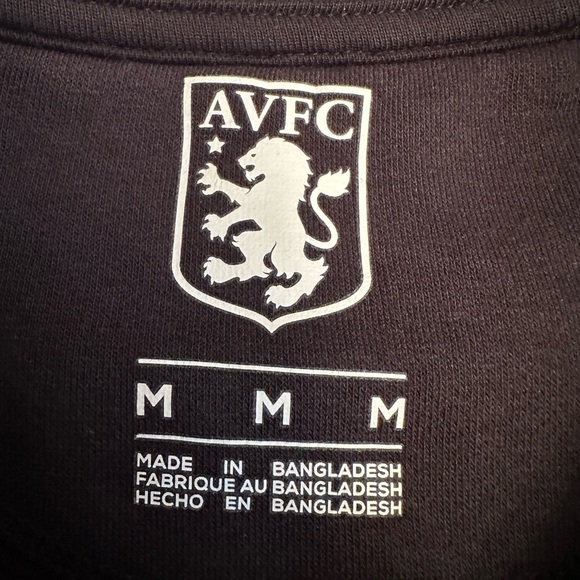 AVFC
M M M
MADE IN BANGLADESH
FABRIQUE AU BANGLADESH
HECHO EN BANGLADESH